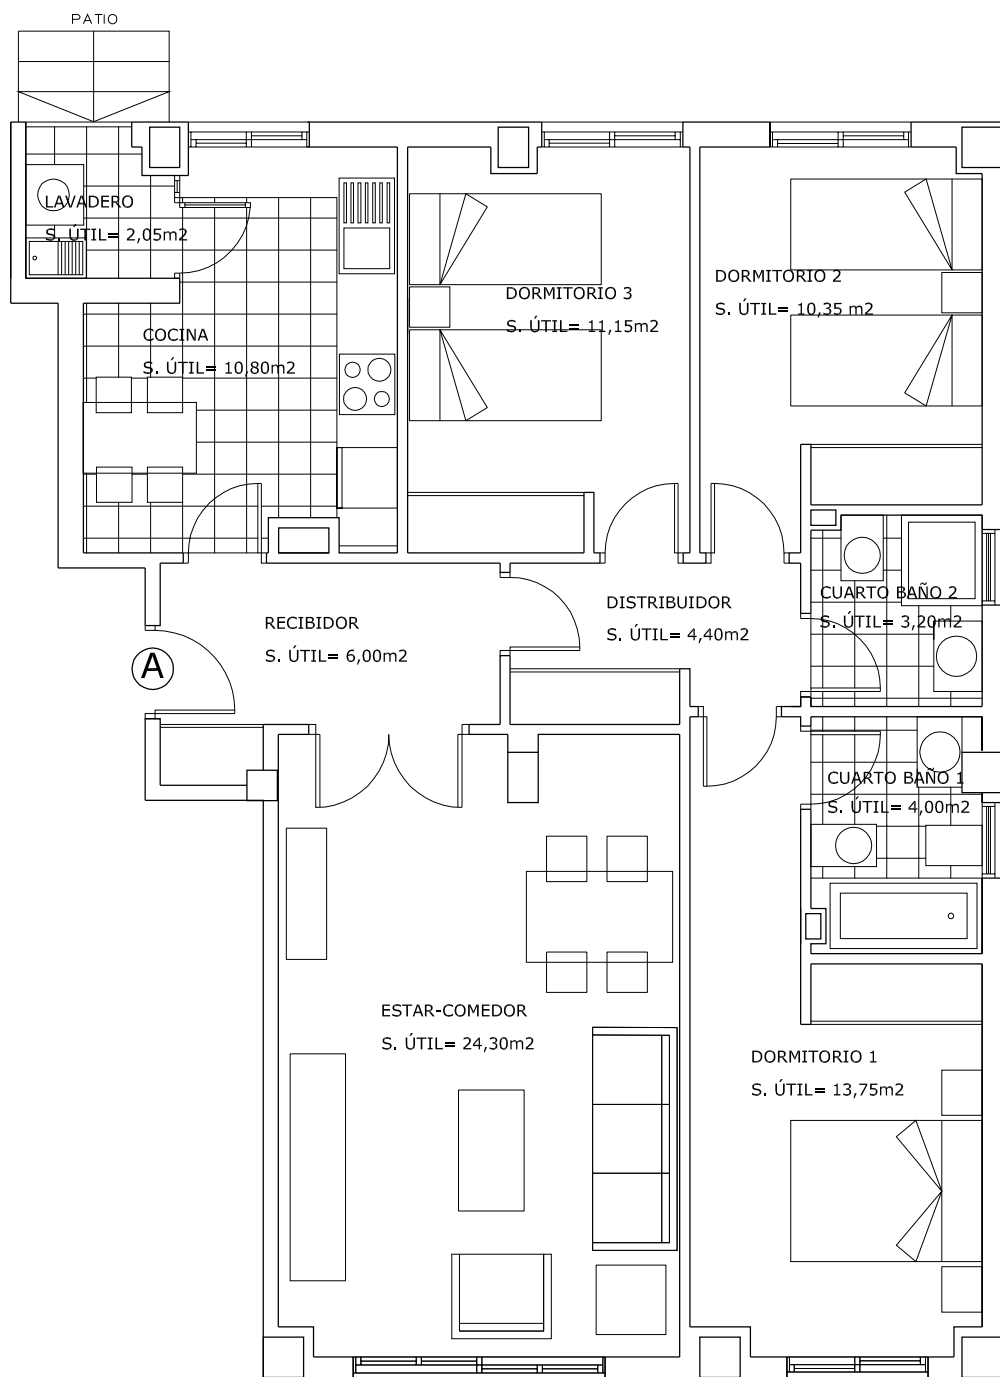 PATIO
LAVADERO
S. ÚTIL= 2,05m2
DORMITORIO 3
S. ÚTIL= 11,15m2
DORMITORIO 2
S. ÚTIL= 10,35 m2
COCINA
S. ÚTIL= 10,80m2
RECIBIDOR
S. ÚTIL= 6,00m2
DISTRIBUIDOR
S. ÚTIL= 4,40m2
CUARTO BAÑO 2
S. ÚTIL= 3,20m2
A
CUARTO BAÑO 1
S. ÚTIL= 4,00m2
ESTAR-COMEDOR
S. ÚTIL= 24,30m2
DORMITORIO 1
S. ÚTIL= 13,75m2